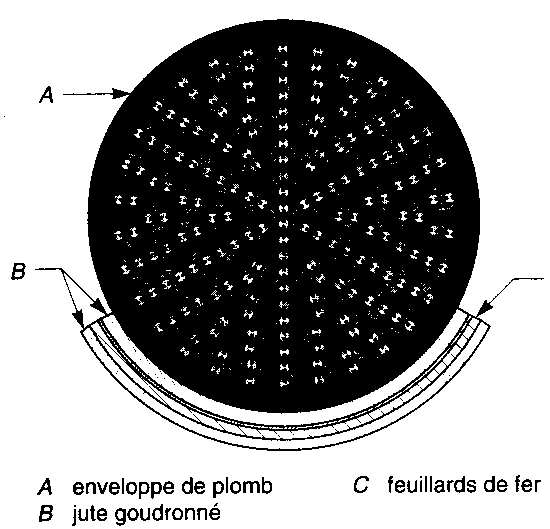 A
B
A enveloppe de plomb C feuillards de fer
B jute goudronné